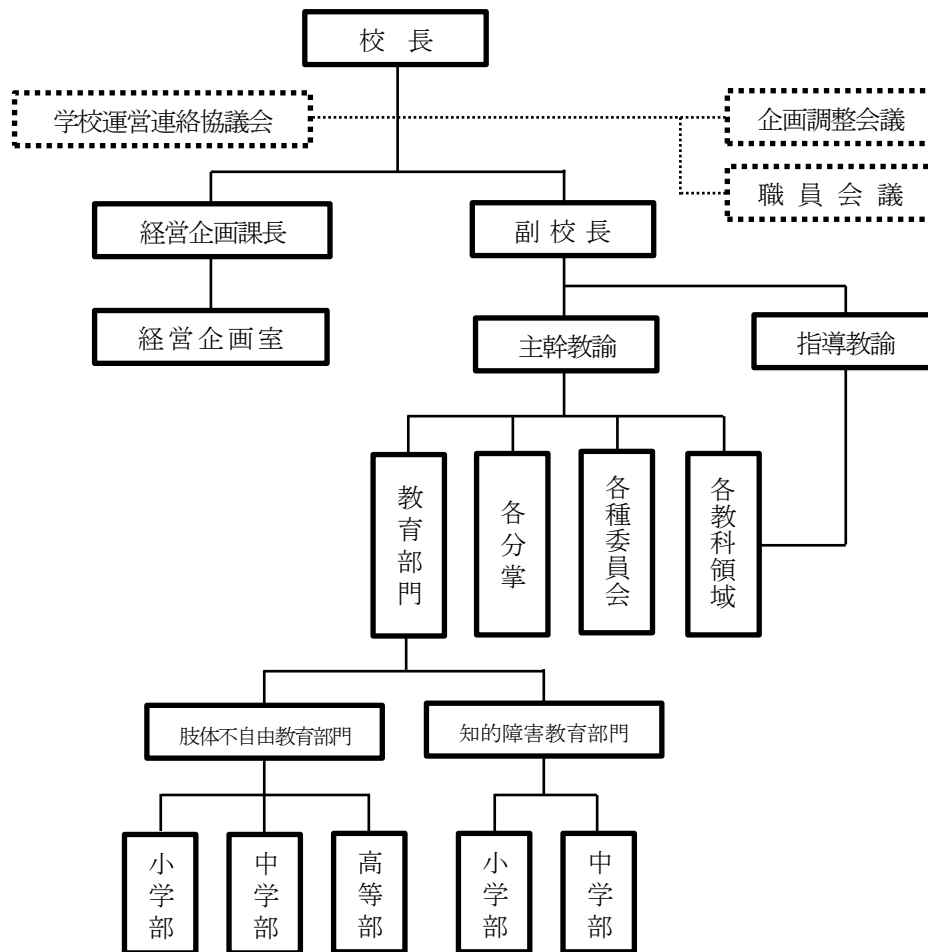 校長
学校運営連絡協議会
企画調整会議
職員会議
経営企画課長
副校長
経営企画室
主幹教諭
指導教諭
教育部門
各分掌
各種委員会
各教科領域
肢体不自由教育部門
知的障害教育部門
小学部
中学部
高等部
小学部
中学部